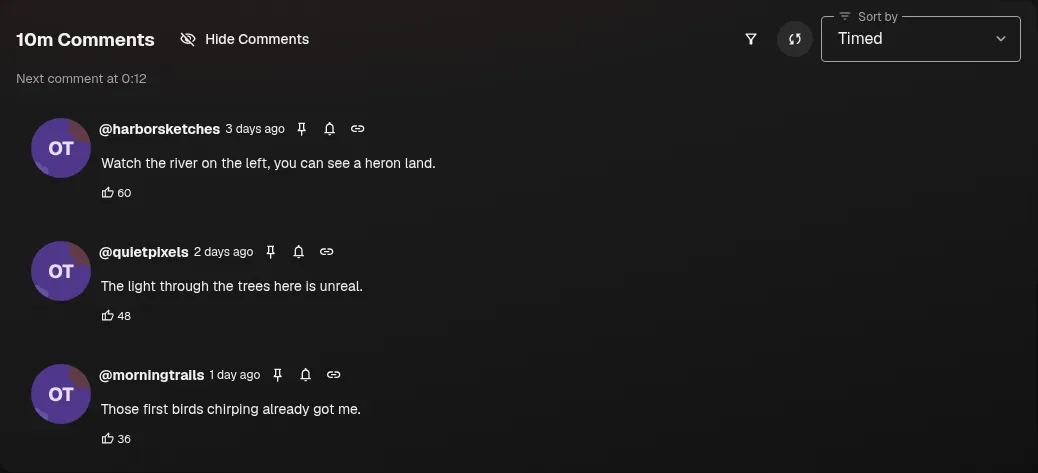 10m Comments
Hide Comments
Sort by
Timed
Next comment at 0:12
OT
@harborsketches 3 days ago
Watch the river on the left, you can see a heron land.
60
OT
@quietpixels 2 days ago
The light through the trees here is unreal.
48
OT
@morningtrails 1 day ago
Those first birds chirping already got me.
36